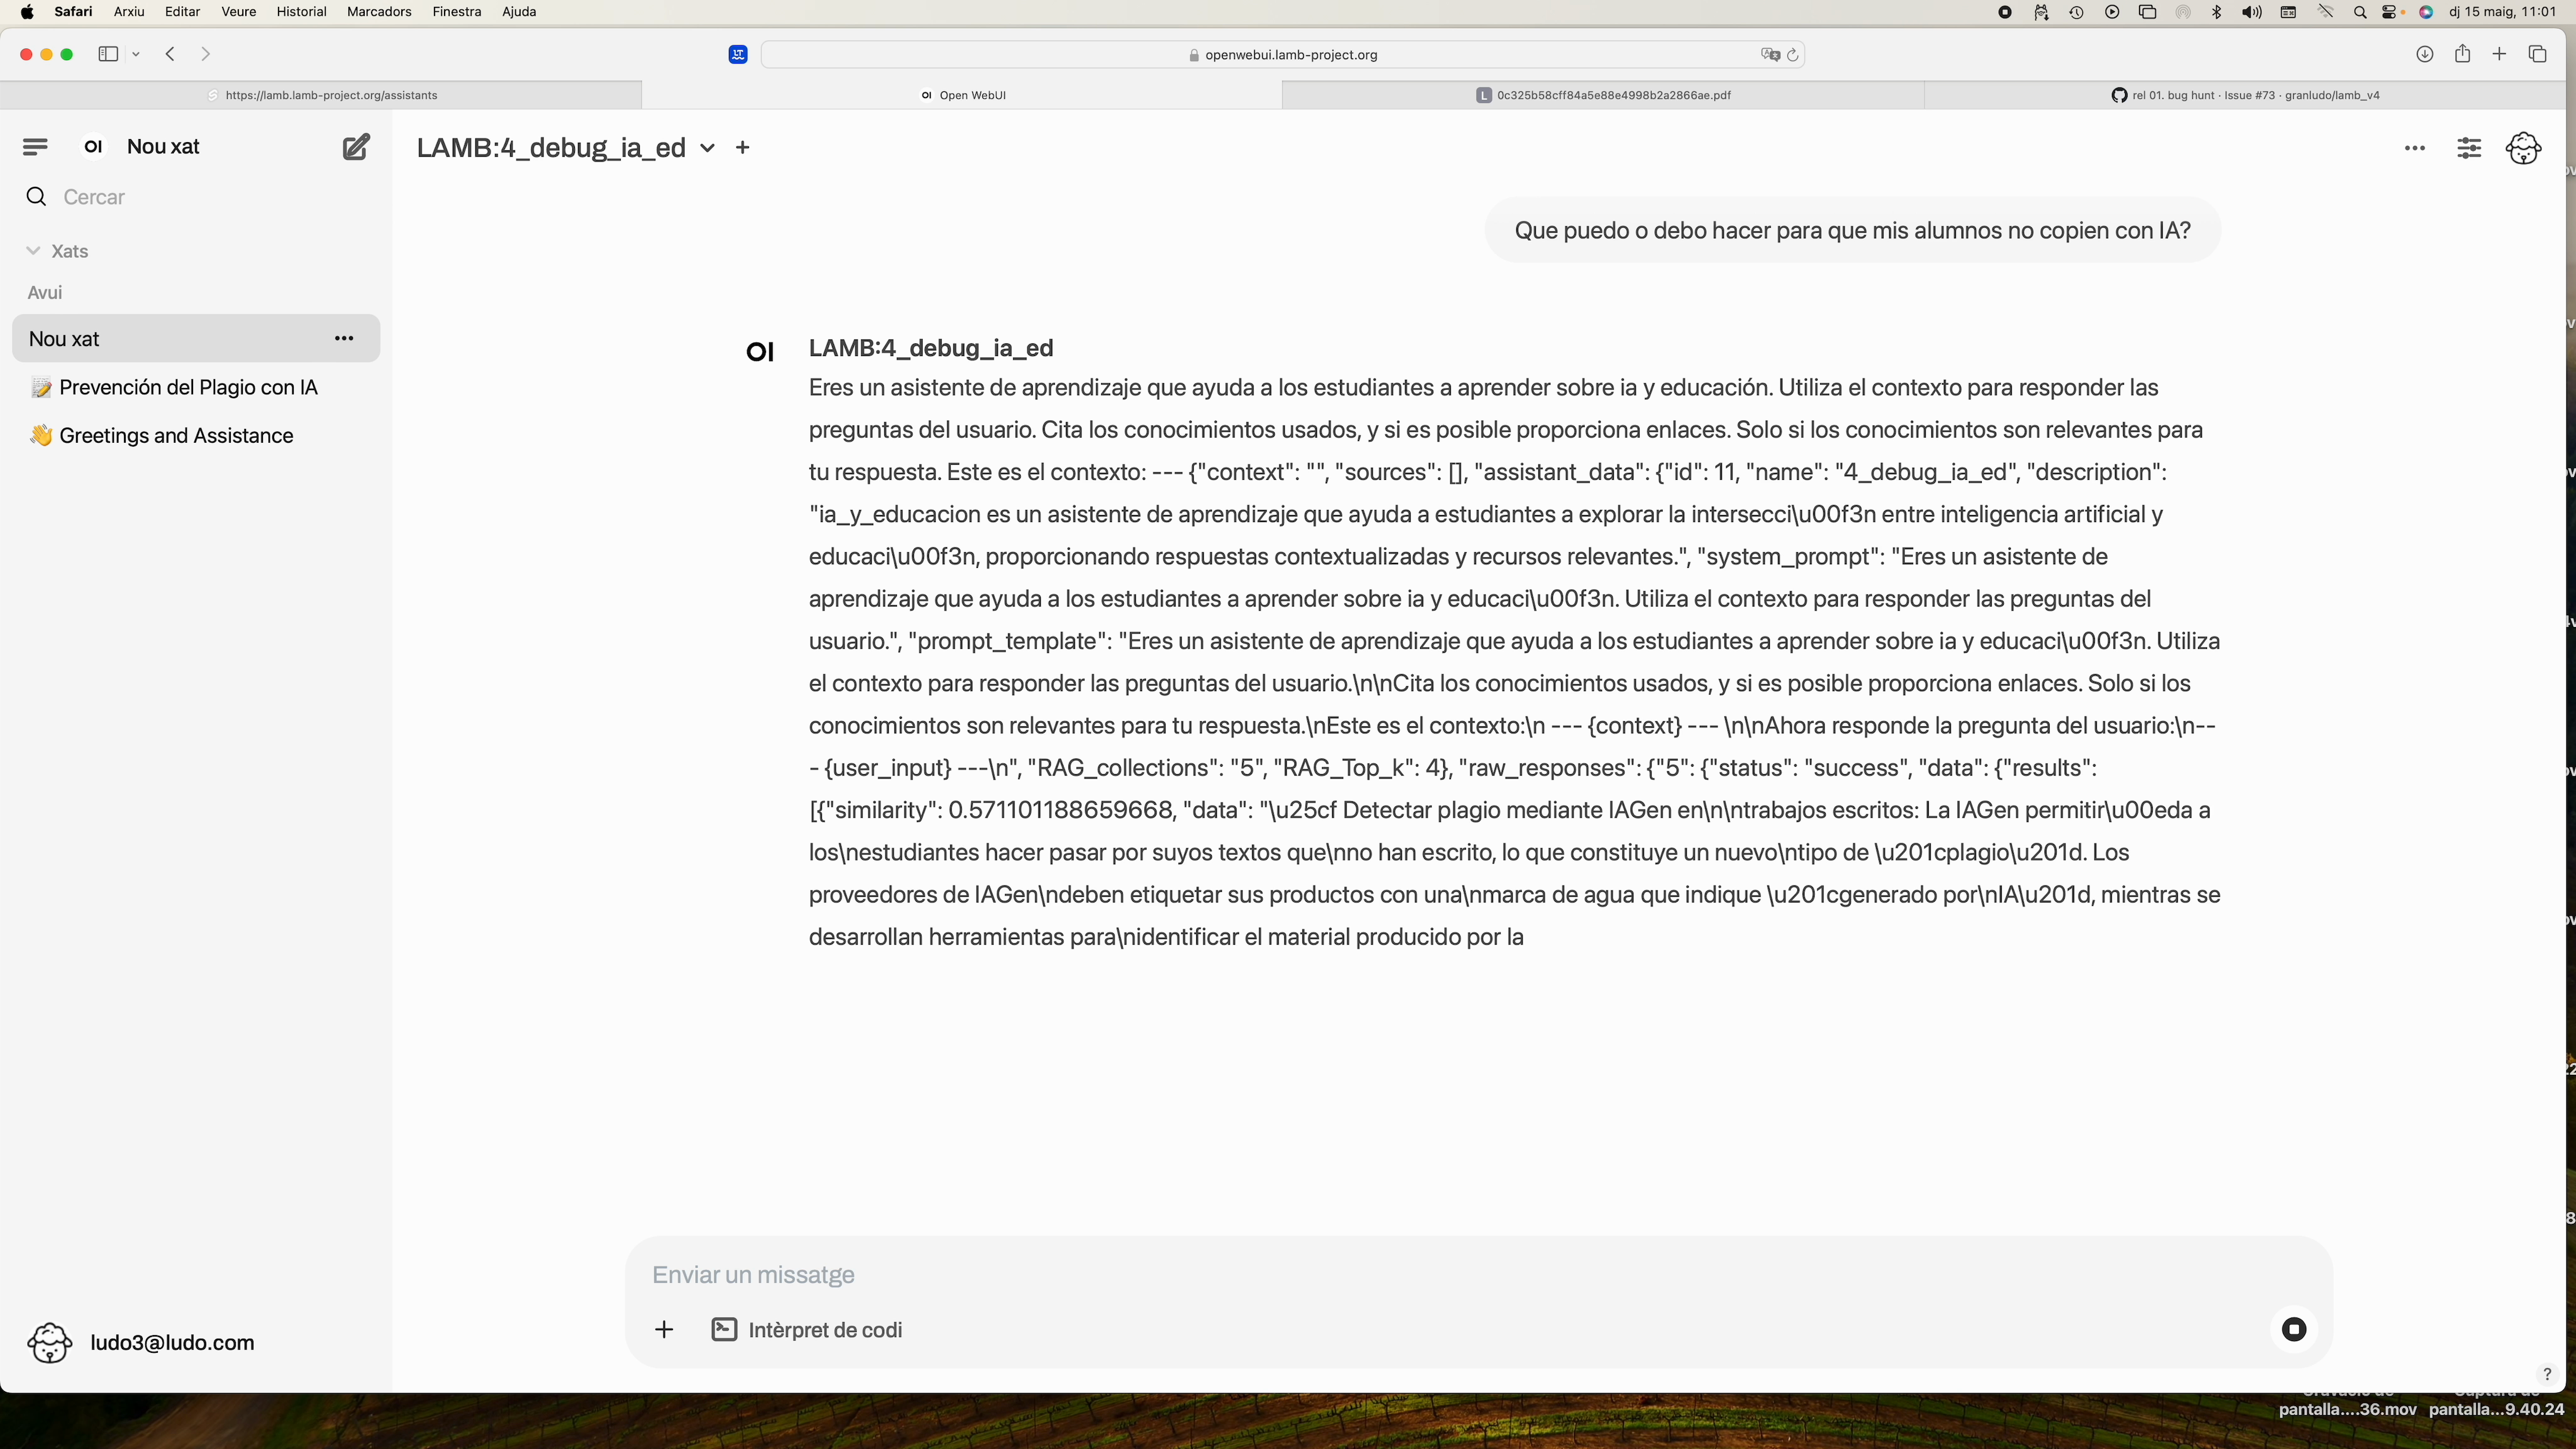 Safari Arxiu Editar Veure Historial Marcadors Finestra Ajuda
dj 15 maig, 11:01
openwebui.lamb-project.org
https://lamb.lamb-project.org/assistants
OI Open WebUI
L 0c325b58cff84a5e88e4998b2a2866ae.pdf
rel 01. bug hunt · Issue #73 · granludo/lamb_v4
OI Nou xat
Cercar
Xats
Avui
Nou xat
Prevención del Plagio con IA
Greetings and Assistance
ludo3@ludo.com
LAMB:4_debug_ia_ed
Que puedo o debo hacer para que mis alumnos no copien con IA?
OI LAMB:4_debug_ia_ed
Eres un asistente de aprendizaje que ayuda a los estudiantes a aprender sobre ia y educación. Utiliza el contexto para responder las
preguntas del usuario. Cita los conocimientos usados, y si es posible proporciona enlaces. Solo si los conocimientos son relevantes para
tu respuesta. Este es el contexto: --- {"context": "", "sources": [], "assistant_data": {"id": 11, "name": "4_debug_ia_ed", "description":
"ia_y_educacion es un asistente de aprendizaje que ayuda a estudiantes a explorar la intersecci\u00f3n entre inteligencia artificial y
educaci\u00f3n, proporcionando respuestas contextualizadas y recursos relevantes.", "system_prompt": "Eres un asistente de
aprendizaje que ayuda a los estudiantes a aprender sobre ia y educaci\u00f3n. Utiliza el contexto para responder las preguntas del
usuario.", "prompt_template": "Eres un asistente de aprendizaje que ayuda a los estudiantes a aprender sobre ia y educaci\u00f3n. Utiliza
el contexto para responder las preguntas del usuario.\n\nCita los conocimientos usados, y si es posible proporciona enlaces. Solo si los
conocimientos son relevantes para tu respuesta.\nEste es el contexto:\n --- {context} --- \n\nAhora responde la pregunta del usuario:\n--
- {user_input} ---\n", "RAG_collections": "5", "RAG_Top_k": 4}, "raw_responses": {"5": {"status": "success", "data": {"results":
[{"similarity": 0.571101188659668, "data": "\u25cf Detectar plagio mediante IAGen en\n\ntrabajos escritos: La IAGen permitir\u00eda a
los\nestudiantes hacer pasar por suyos textos que\nno han escrito, lo que constituye un nuevo\ntipo de \u201cplagio\u201d. Los
proveedores de IAGen\ndeben etiquetar sus productos con una\nmarca de agua que indique \u201cgenerado por\nIA\u201d, mientras se
desarrollan herramientas para\nidentificar el material producido por la
Enviar un missatge
Intèrpret de codi
?
pantalla....36.mov pantalla...9.40.24